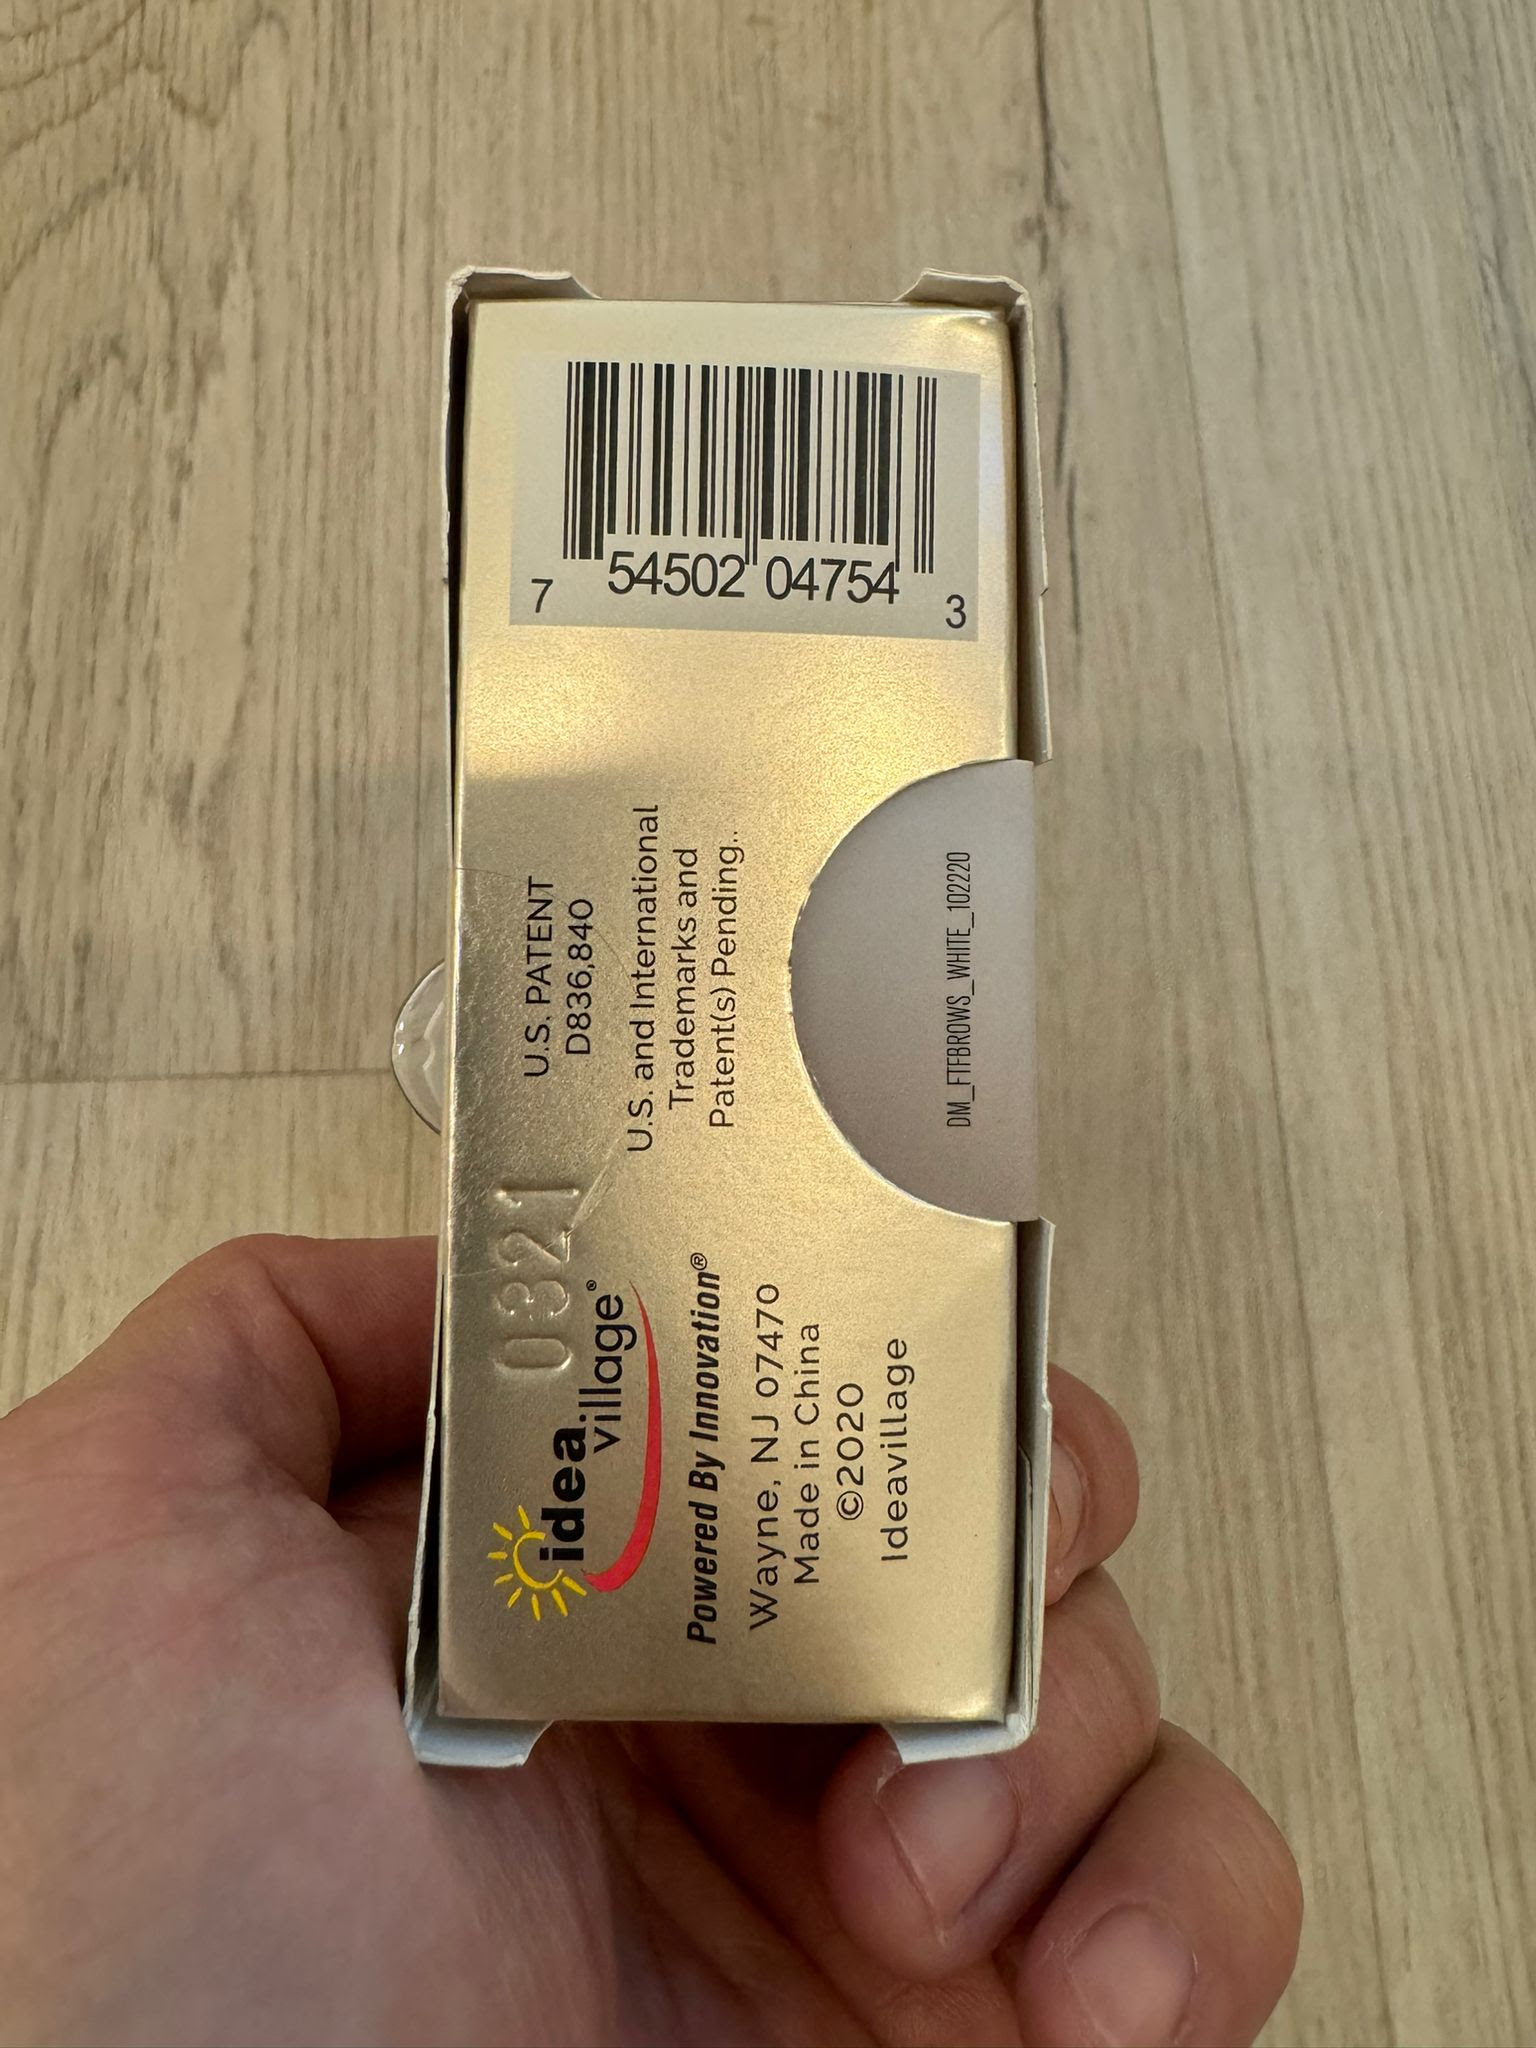 7 54502 04754 3
U.S. PATENT
D836,840
U.S. and International
Trademarks and
Patent(s) Pending..
0321
idea
village®
Powered By Innovation®
Wayne, NJ 07470
Made in China
©2020
Ideavillage
DM_FTFBROWS_WHITE_102220